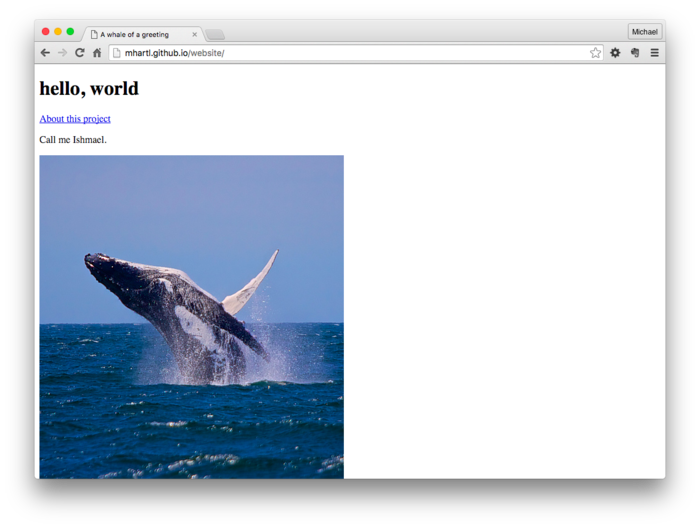 A whale of a greeting
Michael
mhartl.github.io/website/
hello, world
About this project
Call me Ishmael.